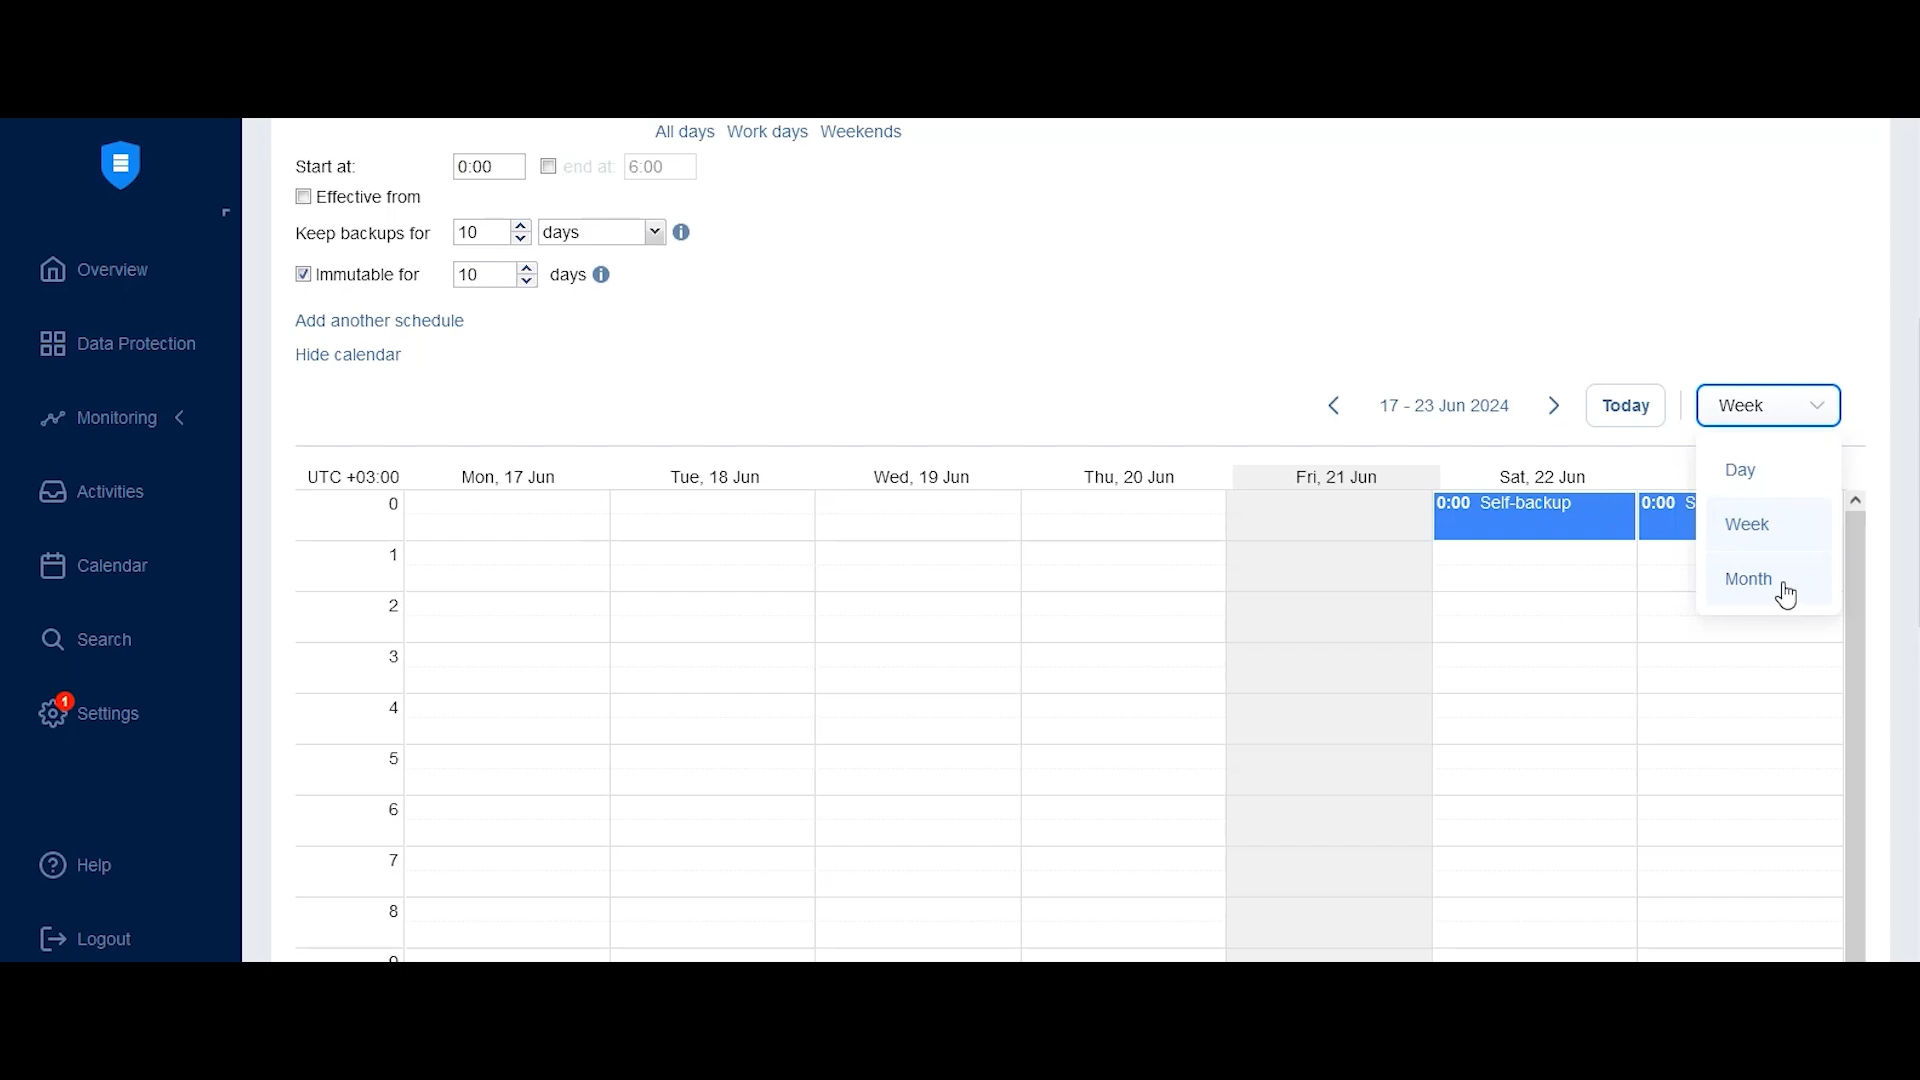 All days Work days Weekends
Start at: 0:00 end at: 6:00
Effective from
Keep backups for 10 days
Immutable for 10 days
Add another schedule
Hide calendar
17 - 23 Jun 2024 Today Week
Day
Week
Month
UTC +03:00 Mon, 17 Jun Tue, 18 Jun Wed, 19 Jun Thu, 20 Jun Fri, 21 Jun Sat, 22 Jun
0:00 Self-backup 0:00 S
0
1
2
3
4
5
6
7
8
9
Overview
Data Protection
Monitoring
Activities
Calendar
Search
1
Settings
Help
Logout